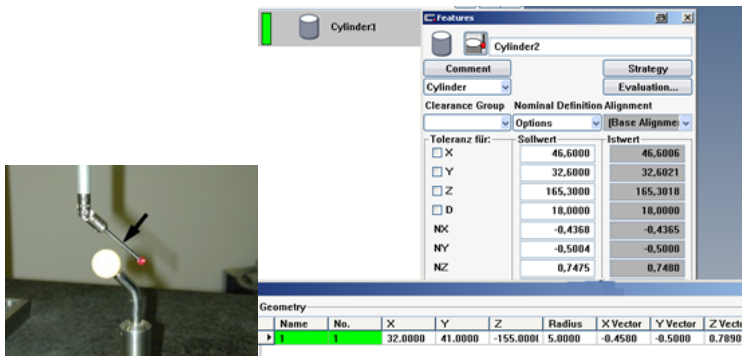 Cylinder1
Features
Cylinder2
Comment
Strategy
Cylinder
Evaluation...
Clearance Group Nominal Definition Alignment
Options
(Base Alignme
Toleranz für: Sollwert Istwert
X 46,6000 46,6006
Y 32,6000 32,6021
Z 165,3000 165,3018
D 18,0000 18,0000
NX -0,4368 -0,4365
NY -0,5004 -0,5000
NZ 0,7475 0,7480
Geometry
Name No. X Y Z Radius X Vector Y Vector Z Vecto
1 1 32.0000 41.0000 -155.000( 5.0000 -0.4580 -0.5000 0.7890